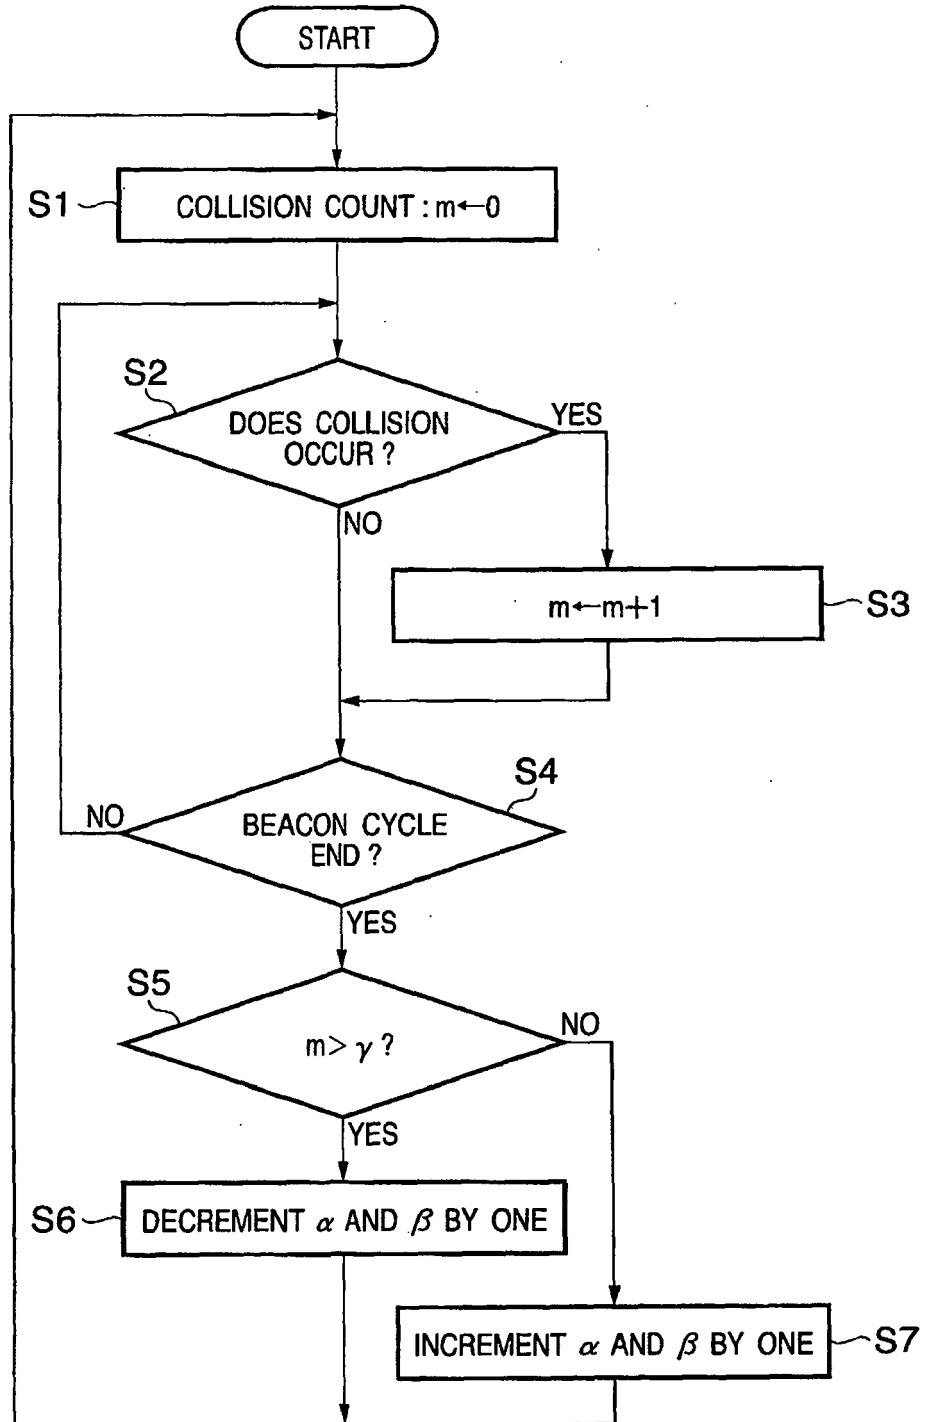 START
S1
COLLISION COUNT : m←0
S2
DOES COLLISION
OCCUR ?
YES
NO
m←m+1
S3
S4
NO
BEACON CYCLE
END ?
YES
S5
NO
m> γ ?
YES
S6
DECREMENT α AND β BY ONE
INCREMENT α AND β BY ONE
S7